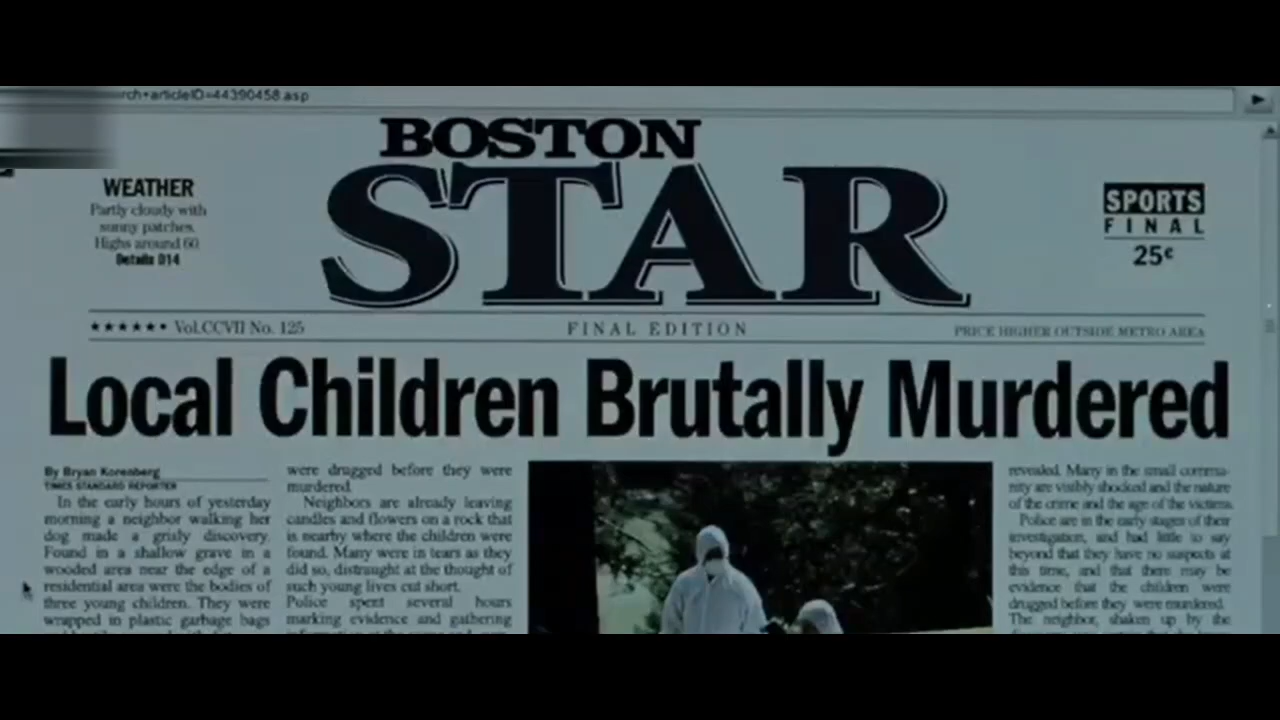 rch+articleID=44390458.asp
BOSTON
STAR
WEATHER
Partly cloudy with
sunny patches.
Highs around 60.
Details D14
SPORTS
FINAL
25¢
★★★★★★ Vol.CCVII No. 125
FINAL EDITION
PRICE HIGHER OUTSIDE METRO AREA
Local Children Brutally Murdered
By Bryan Korenberg
TIMES STANDARD REPORTER
In the early hours of yesterday
morning a neighbor walking her
dog made a grisly discovery.
Found in a shallow grave in a
wooded area near the edge of a
residential area were the bodies of
three young children. They were
wrapped in plastic garbage bags
were drugged before they were
murdered.
Neighbors are already leaving
candles and flowers on a rock that
is nearby where the children were
found. Many were in tears as they
did so, distraught at the thought of
such young lives cut short.
Police spent several hours
marking evidence and gathering
revealed. Many in the small commu-
nity are visibly shocked and the nature
of the crime and the age of the victims.
Police are in the early stages of their
investigation, and had little to say
beyond that they have no suspects at
this time, and that there may be
evidence that the children were
drugged before they were murdered.
The neighbor, shaken up by the